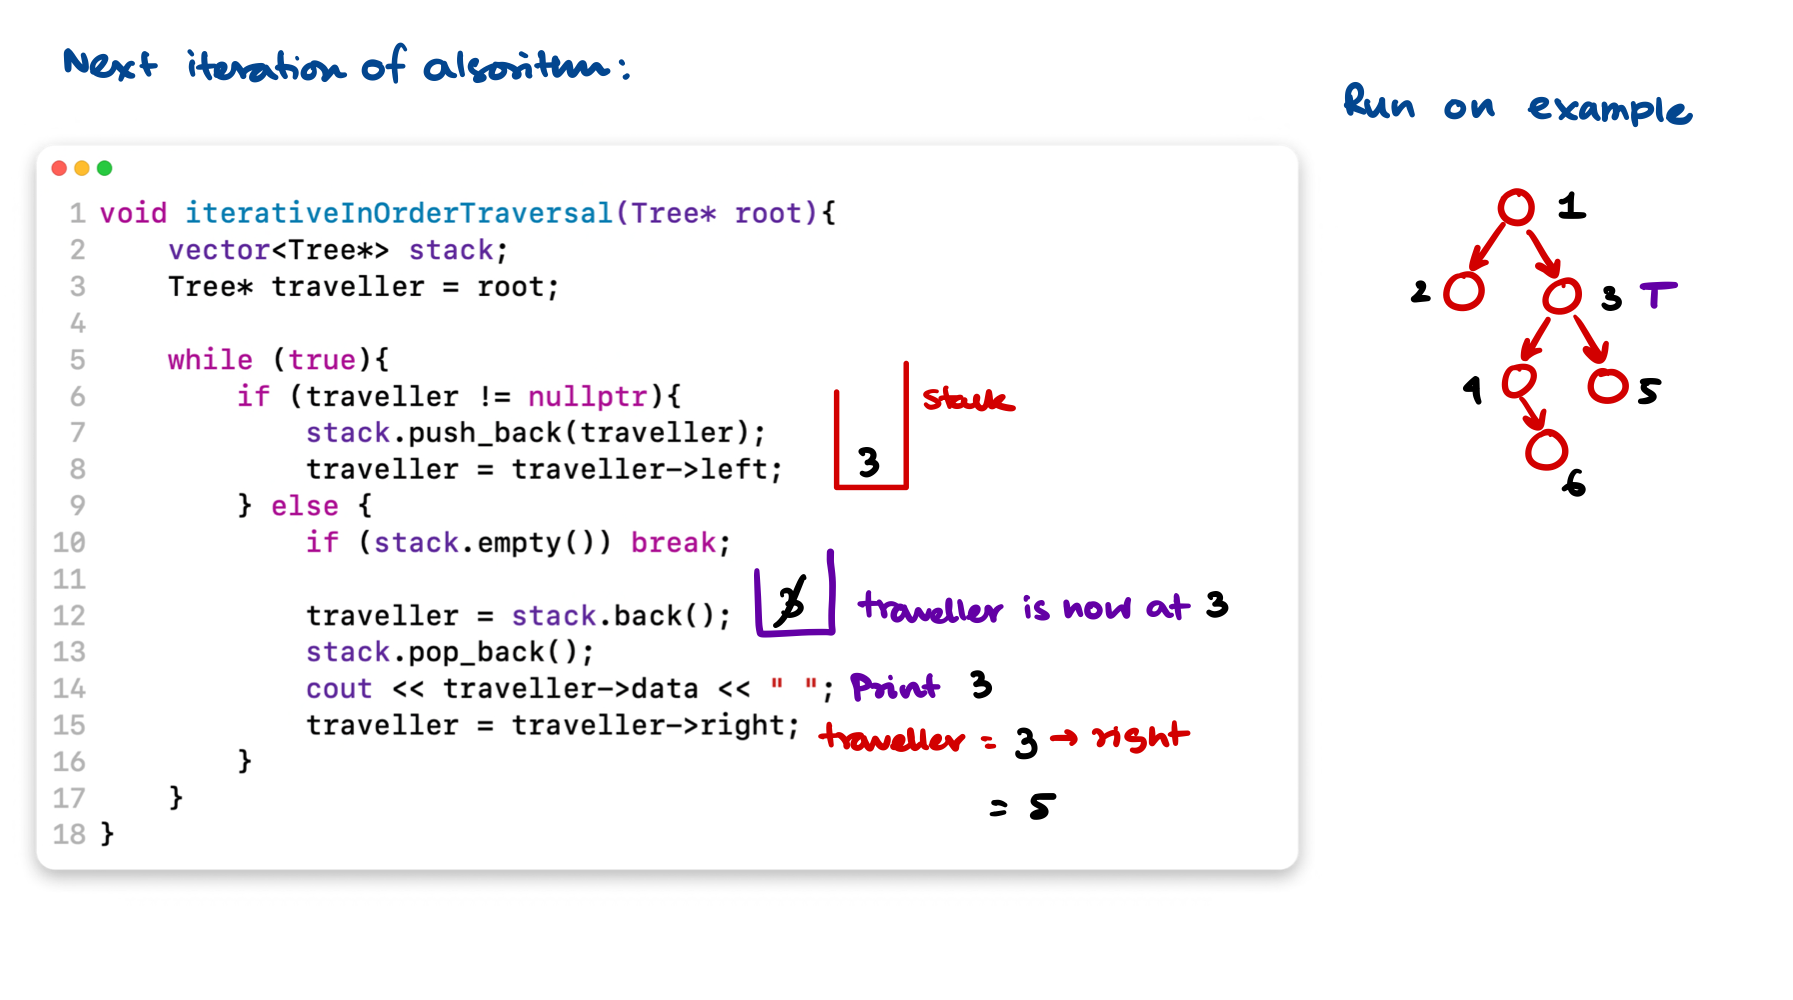 Next iteration of algorithm:
Run on example
1 void iterativeInOrderTraversal(Tree* root){
2 vector<Tree*> stack;
3 Tree* traveller = root;
4
5 while (true){
6 if (traveller != nullptr){
7 stack.push_back(traveller);
8 traveller = traveller->left;
9 } else {
10 if (stack.empty()) break;
11
12 traveller = stack.back();
13 stack.pop_back();
14 cout << traveller->data << " ";
15 traveller = traveller->right;
16 }
17 }
18 }
stack
3
3
traveller is now at 3
Print 3
traveller = 3 → right
= 5
1
2
3 T
4
5
6